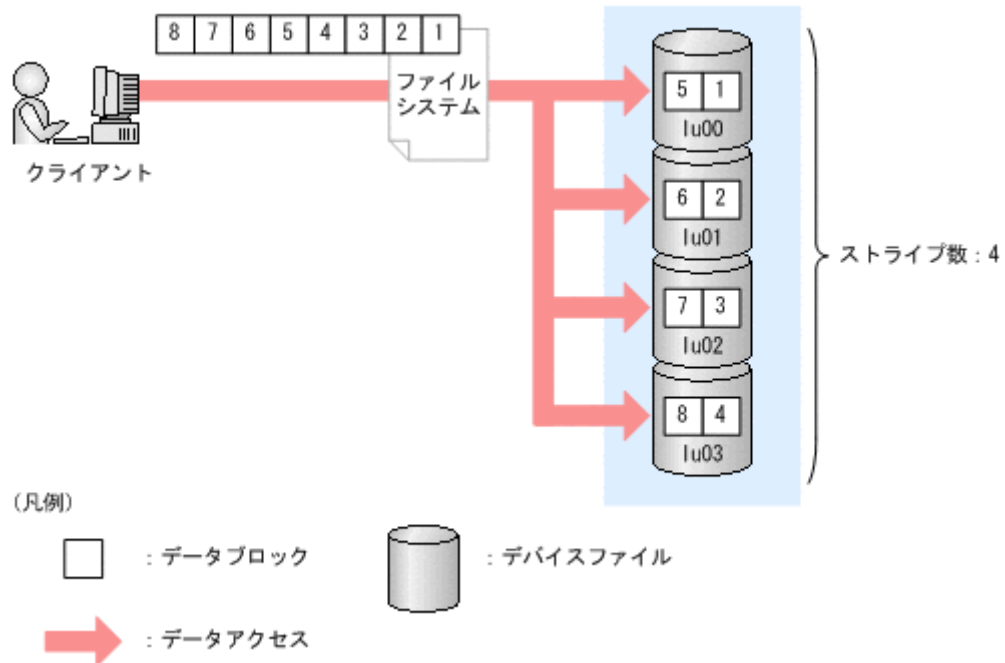 8 7 6 5 4 3 2 1
ファイル
システム
クライアント
5 1
lu00
6 2
lu01
7 3
lu02
8 4
lu03
ストライプ数：4
（凡例）
：データブロック
：デバイスファイル
：データアクセス